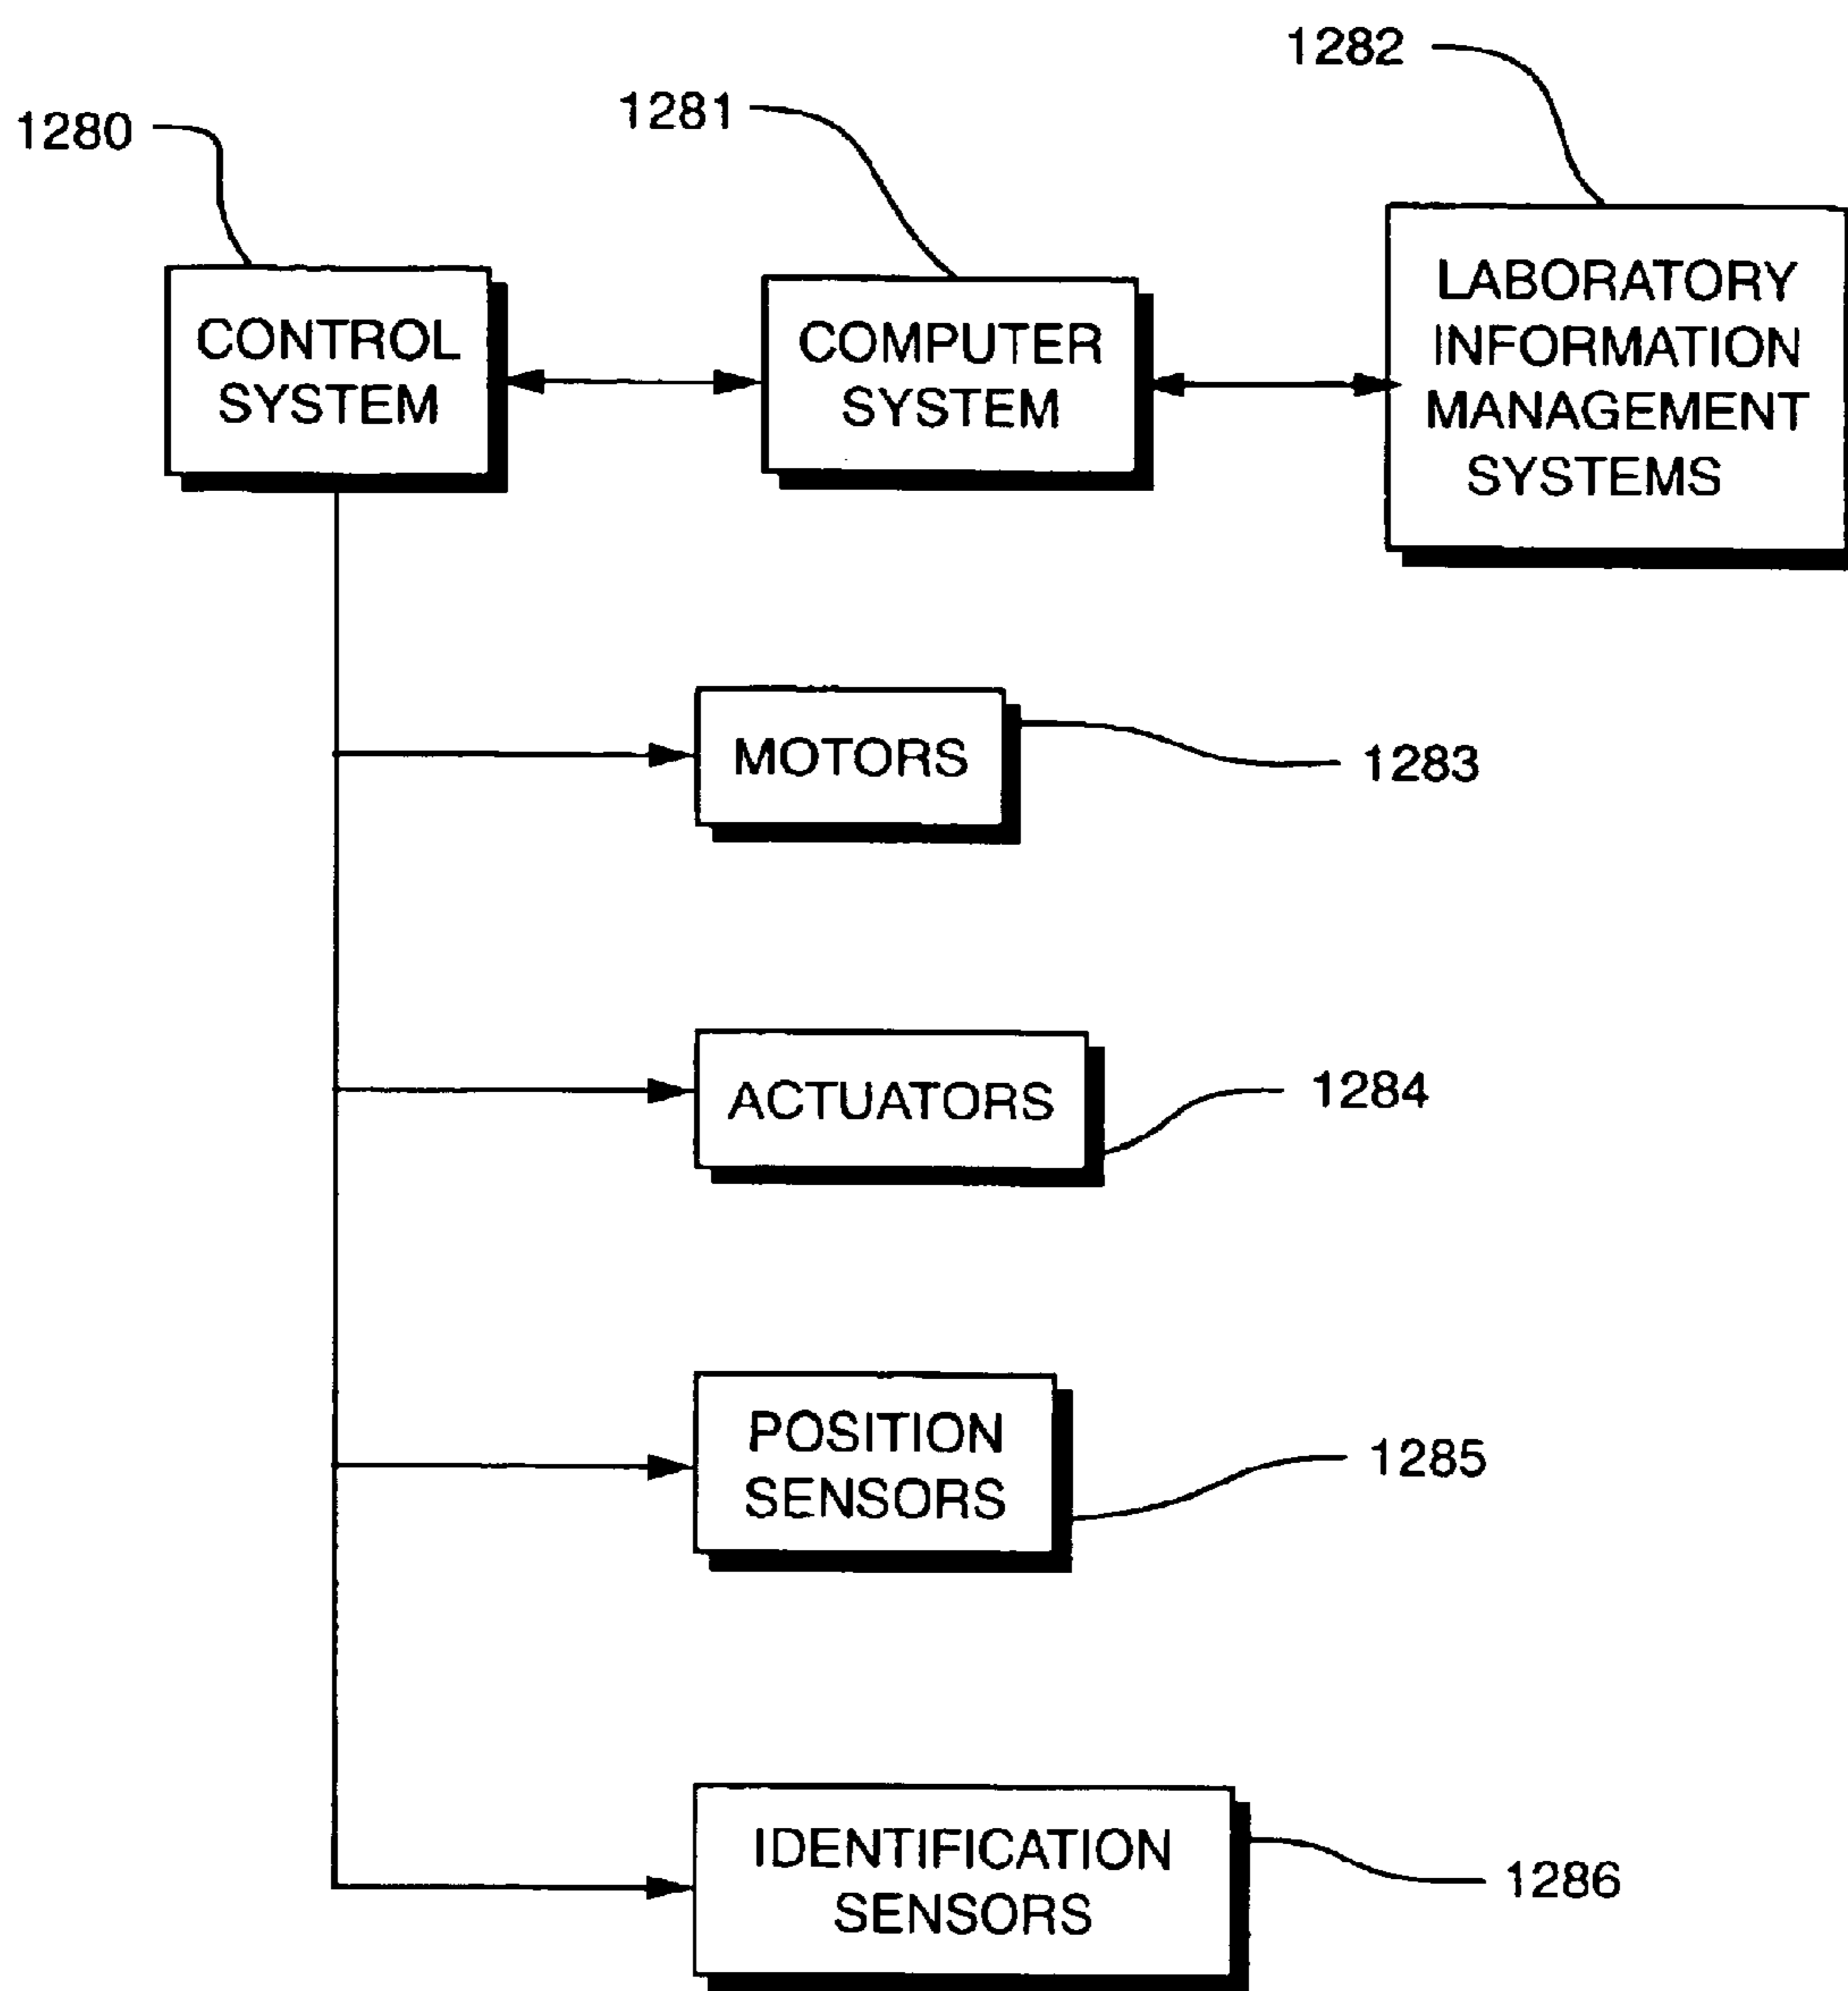 1280
1281
1282
CONTROL
SYSTEM
COMPUTER
SYSTEM
LABORATORY
INFORMATION
MANAGEMENT
SYSTEMS
MOTORS
1283
ACTUATORS
1284
POSITION
SENSORS
1285
IDENTIFICATION
SENSORS
1286